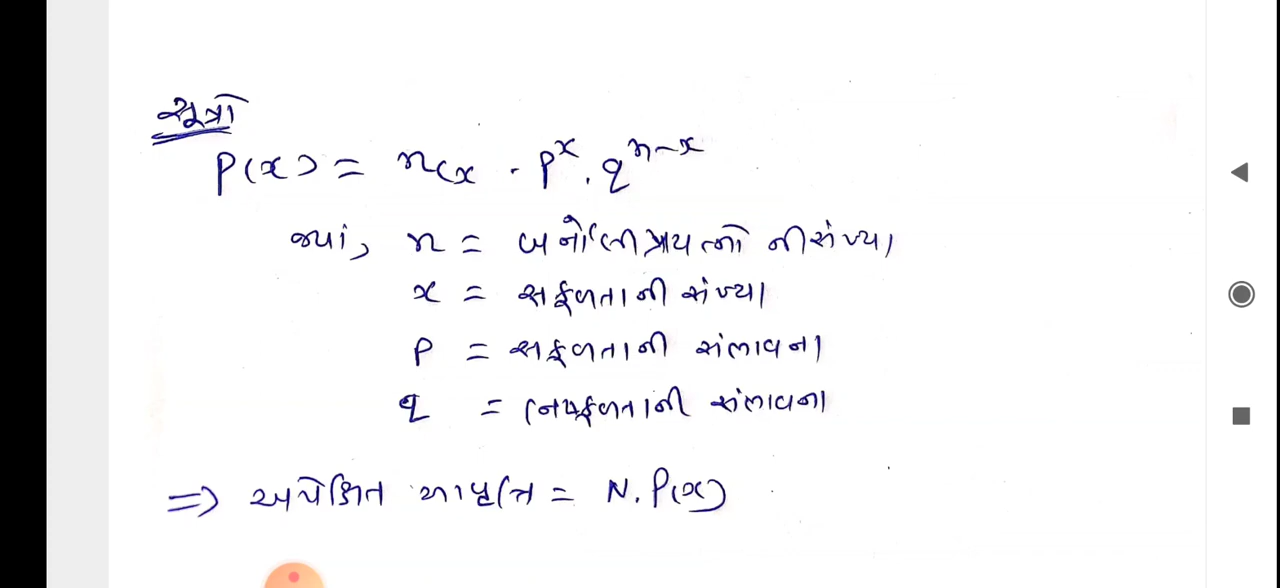 સૂત્રો
P(x) = nCx . p^x . q^n-x
જ્યાં, n = બર્નોલી પ્રયત્નો ની સંખ્યા
x = સફળતાની સંખ્યા
p = સફળતાની સંભાવના
q = નિષ્ફળતાની સંભાવના
=> અપેક્ષિત આવૃત્તિ = N. P(x)